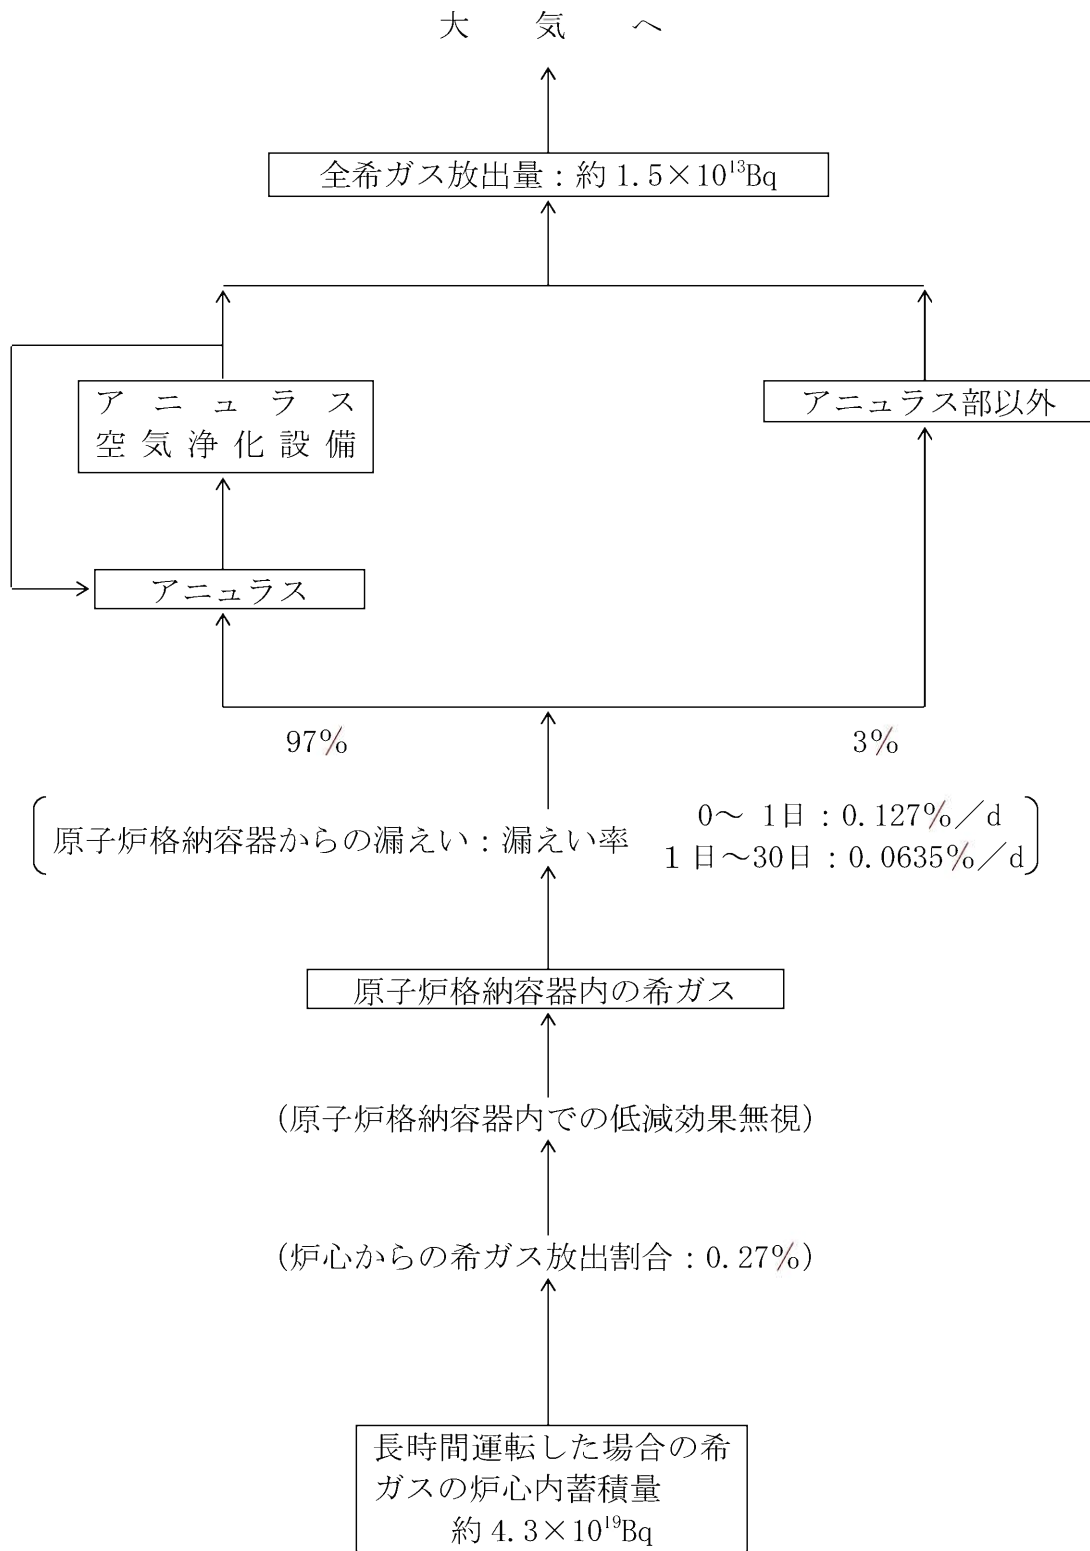 大気へ
全希ガス放出量：約1.5×10¹³Bq
アニュラス
空気浄化設備
アニュラス部以外
アニュラス
97%
3%
原子炉格納容器からの漏えい：漏えい率
0～ 1日：0.127%／d
1日～30日：0.0635%／d
原子炉格納容器内の希ガス
(原子炉格納容器内での低減効果無視)
(炉心からの希ガス放出割合：0.27%)
長時間運転した場合の希
ガスの炉心内蓄積量
約4.3×10¹⁹Bq